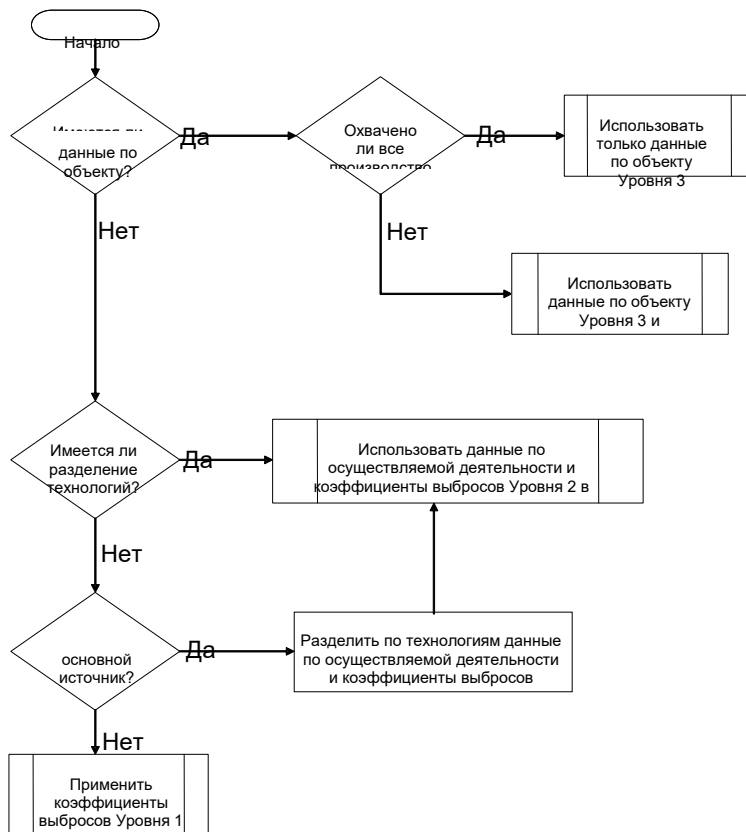 Начало
Имеются ли
данные по
объекту?
Да
Охвачено
ли все
производство
Да
Использовать
только данные
по объекту
Уровня 3
Нет
Нет
Использовать
данные по объекту
Уровня 3 и
Имеется ли
разделение
технологий?
Да
Использовать данные по
осуществляемой деятельности и
коэффициенты выбросов Уровня 2 в
Нет
основной
источник?
Да
Разделить по технологиям данные
по осуществляемой деятельности
и коэффициенты выбросов
Нет
Применить
коэффициенты
выбросов Уровня 1